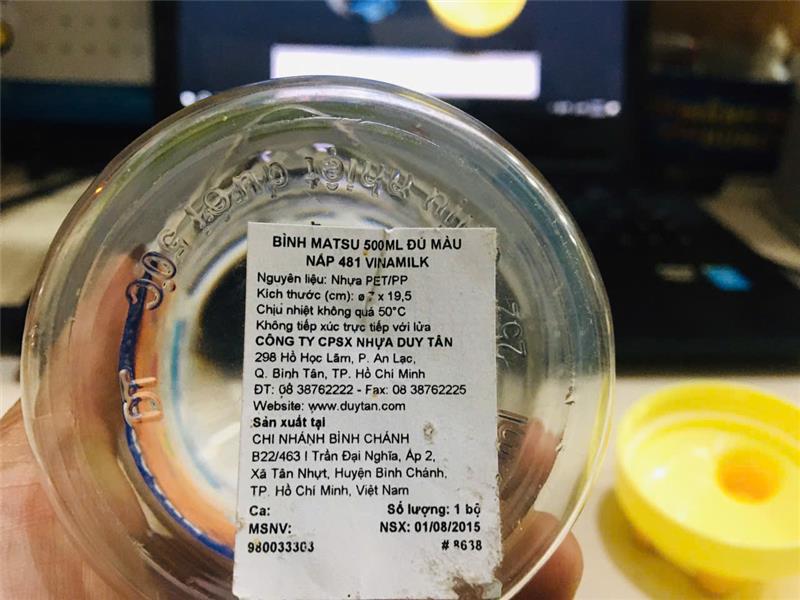 BÌNH MATSU 500ML ĐỦ MÀU
NẮP 481 VINAMILK
Nguyên liệu: Nhựa PET/PP
Kích thước (cm): ø 7 x 19,5
Chịu nhiệt không quá 50°C
Không tiếp xúc trực tiếp với lửa
CÔNG TY CPSX NHỰA DUY TÂN
298 Hồ Học Lãm, P. An Lạc,
Q. Bình Tân, TP. Hồ Chí Minh
ĐT: 08 38762222 - Fax: 08 38762225
Website: www.duytan.com
Sản xuất tại
CHI NHÁNH BÌNH CHÁNH
B22/463 I Trần Đại Nghĩa, Ấp 2,
Xã Tân Nhựt, Huyện Bình Chánh,
TP. Hồ Chí Minh, Việt Nam
Ca: Số lượng: 1 bộ
MSNV: NSX: 01/08/2015
980033303 # 8638
nhiệt dưới 50°C